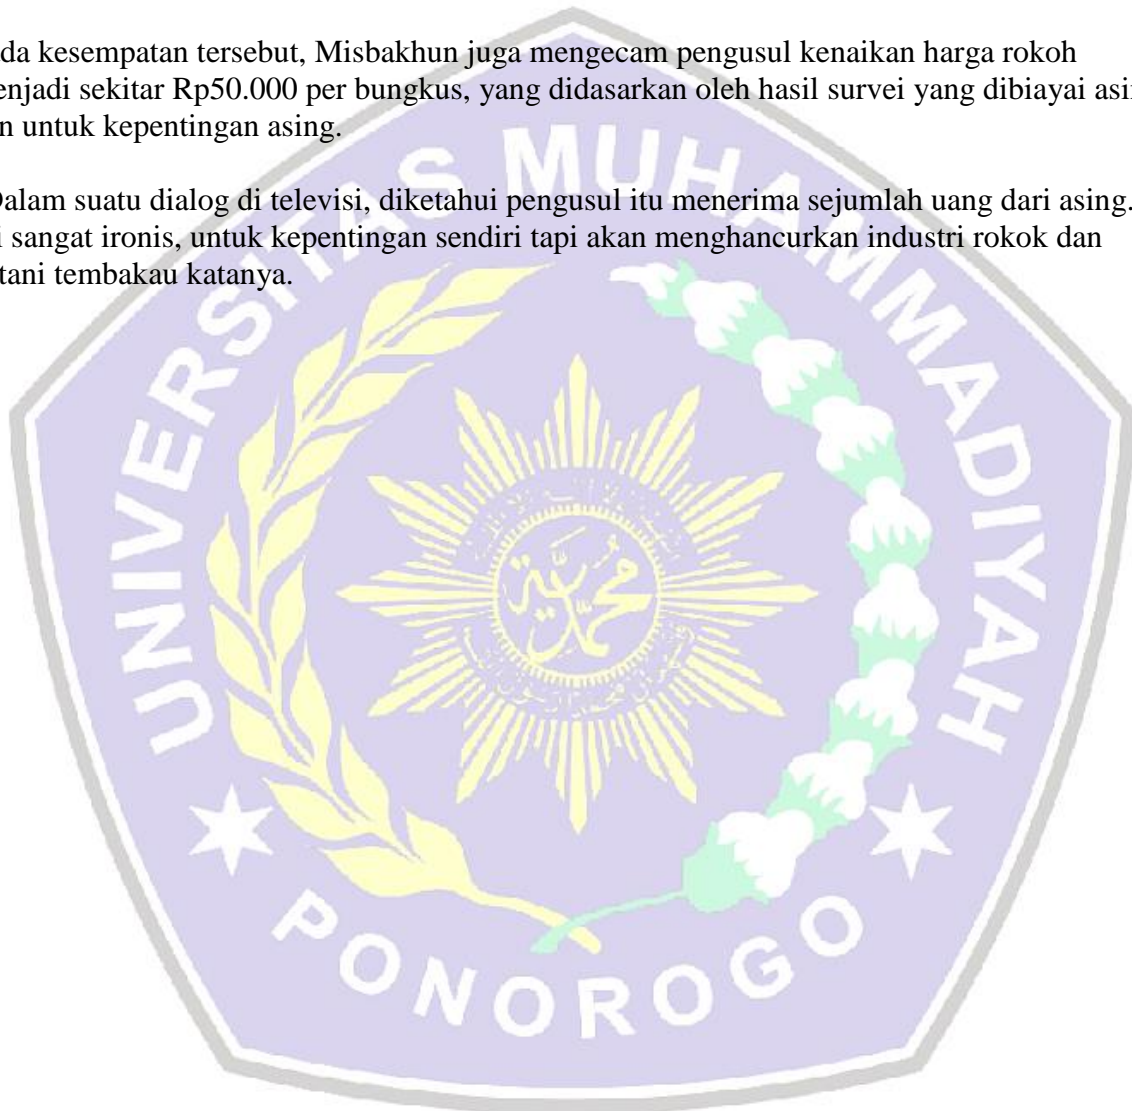 da kesempatan tersebut, Misbakhun juga mengecam pengusul kenaikan harga rokoh
enjadi sekitar Rp50.000 per bungkus, yang didasarkan oleh hasil survei yang dibiayai asi
n untuk kepentingan asing.
Dalam suatu dialog di televisi, diketahui pengusul itu menerima sejumlah uang dari asing.
i sangat ironis, untuk kepentingan sendiri tapi akan menghancurkan industri rokok dan
tani tembakau katanya.
UNIVERSITAS MUHAMMADIYAH
محمدية
PONOROGO